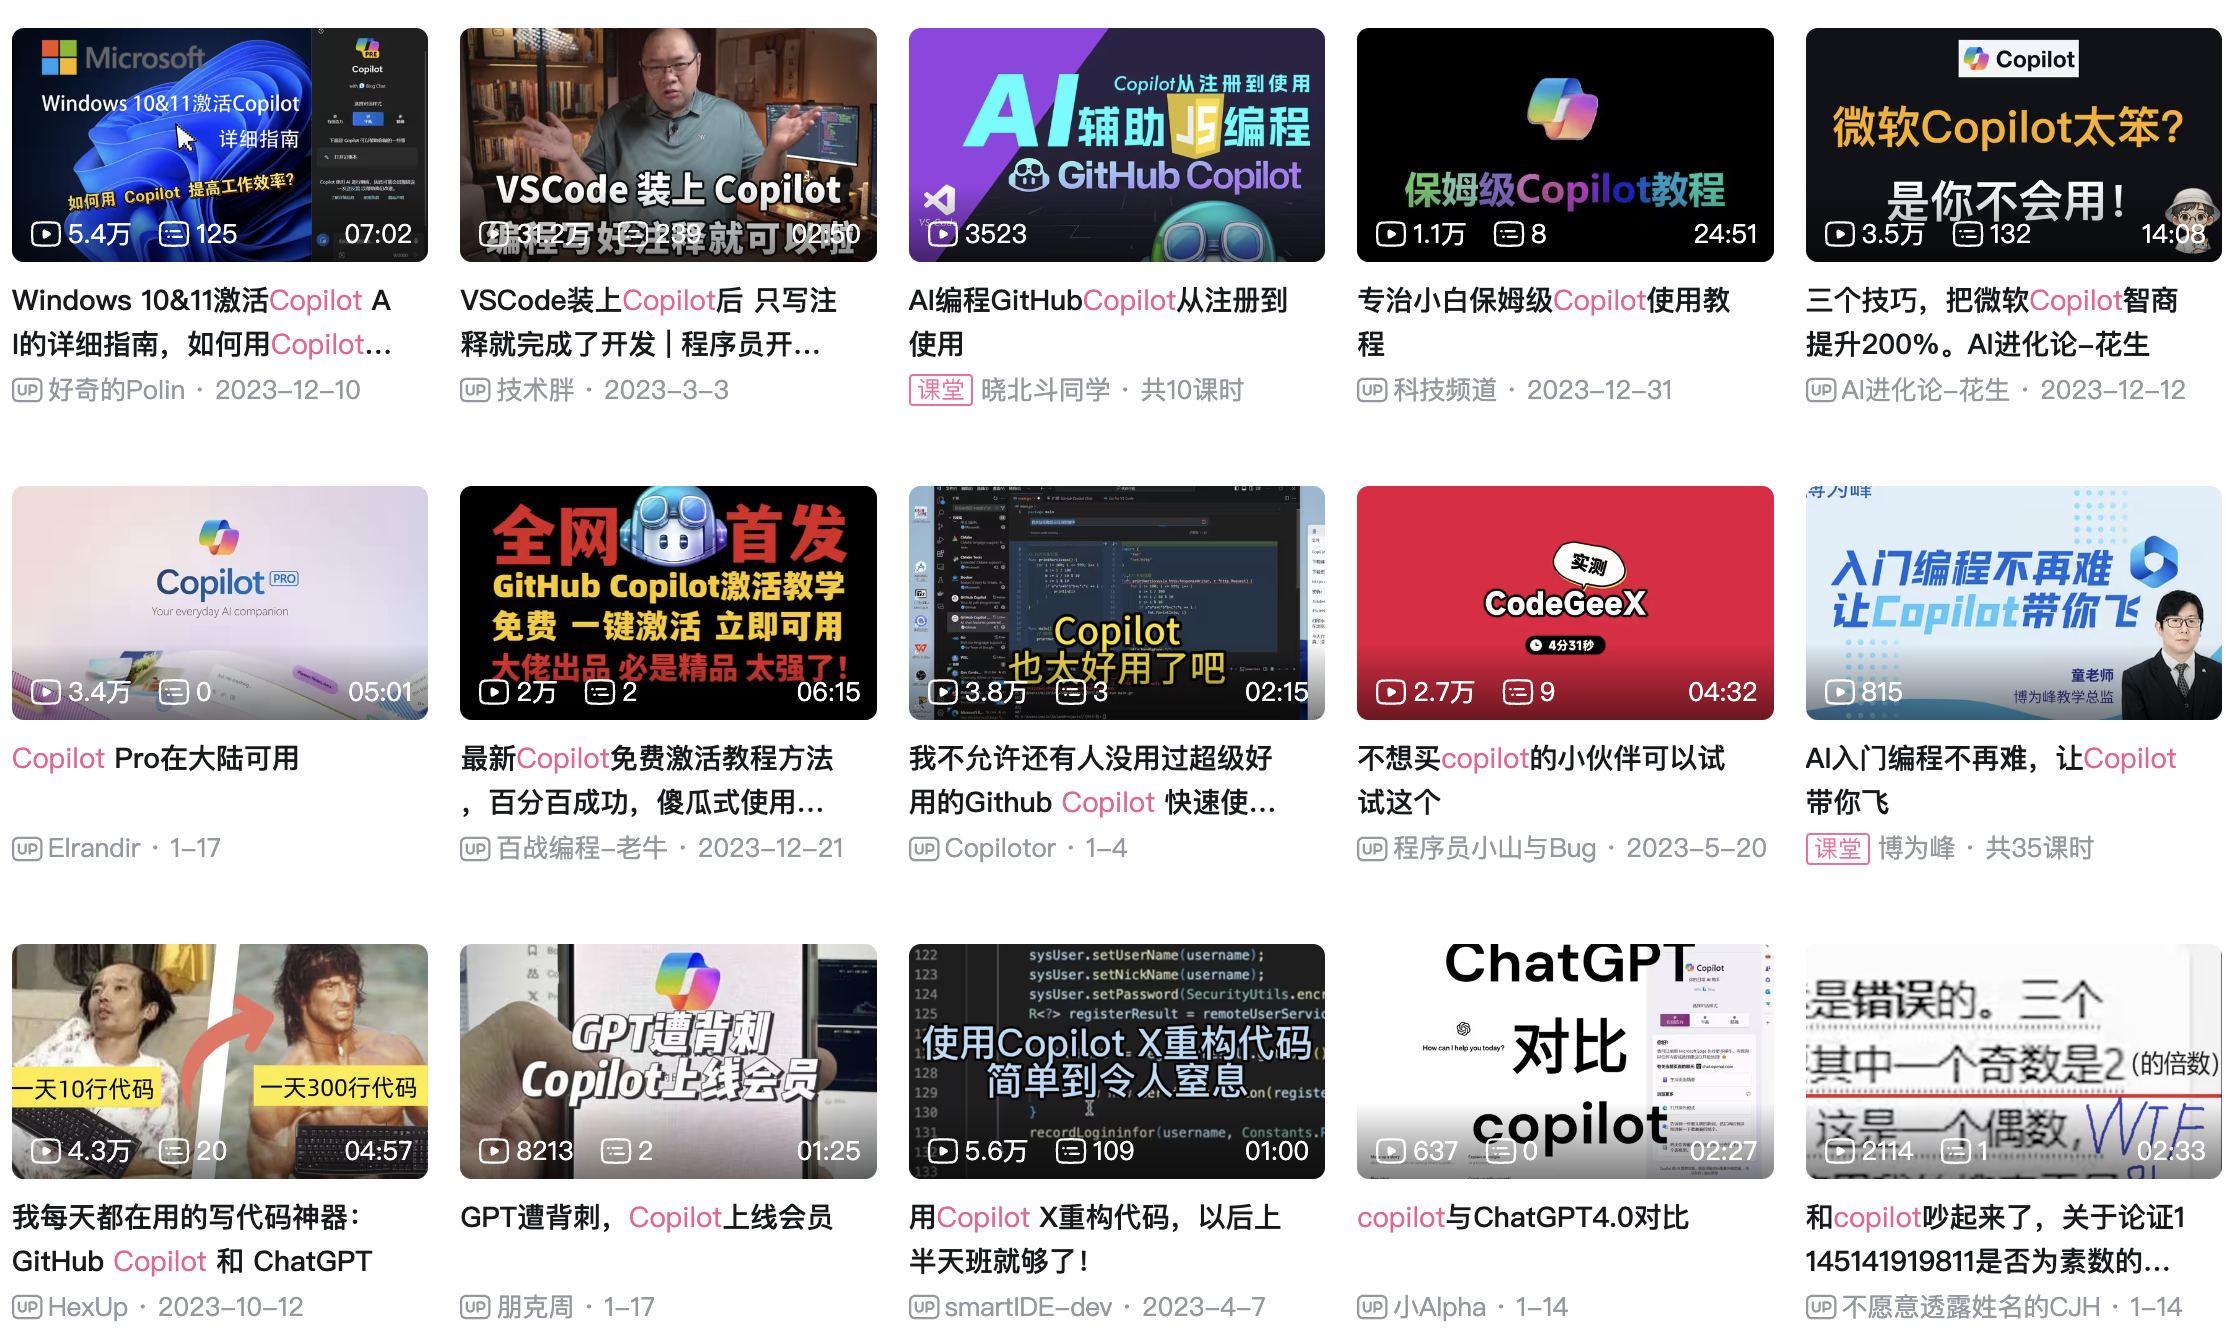 Microsoft
Windows 10&11激活Copilot
详细指南
如何用 Copilot 提高工作效率?
Copilot
5.4万 125 07:02
Windows 10&11激活Copilot A
I的详细指南，如何用Copilot...
UP 好奇的Polin · 2023-12-10
VSCode 装上 Copilot
编程写好注释就可以啦
31.2万 239 02:50
VSCode装上Copilot后 只写注
释就完成了开发 | 程序员开...
UP 技术胖 · 2023-3-3
Copilot从注册到使用
AI辅助JS编程
GitHub Copilot
3523
AI编程GitHubCopilot从注册到
使用
课堂 晓北斗同学 · 共10课时
保姆级Copilot教程
1.1万 8 24:51
专治小白保姆级Copilot使用教
程
UP 科技频道 · 2023-12-31
Copilot
微软Copilot太笨?
是你不会用!
3.5万 132 14:08
三个技巧，把微软Copilot智商
提升200%。AI进化论-花生
UP AI进化论-花生 · 2023-12-12
Copilot PRO
Your everyday AI companion
3.4万 0 05:01
Copilot Pro在大陆可用
UP Elrandir · 1-17
全网首发
GitHub Copilot激活教学
免费 一键激活 立即可用
大佬出品 必是精品 太强了!
2万 2 06:15
最新Copilot免费激活教程方法
，百分百成功，傻瓜式使用...
UP 百战编程-老牛 · 2023-12-21
Copilot
也太好用了吧
3.8万 3 02:15
我不允许还有人没用过超级好
用的Github Copilot 快速使...
UP Copilotor · 1-4
实测
CodeGeeX
4分31秒
2.7万 9 04:32
不想买copilot的小伙伴可以试
试这个
UP 程序员小山与Bug · 2023-5-20
博为峰
入门编程不再难
让Copilot带你飞
童老师
博为峰教学总监
815
AI入门编程不再难，让Copilot
带你飞
课堂 博为峰 · 共35课时
一天10行代码
一天300行代码
4.3万 20 04:57
我每天都在用的写代码神器：
GitHub Copilot 和 ChatGPT
UP HexUp · 2023-10-12
GPT遭背刺
Copilot上线会员
8213 2 01:25
GPT遭背刺，Copilot上线会员
UP 朋克周 · 1-17
122 sysUser.setUserName(username);
123 sysUser.setNickName(username);
124 sysUser.setPassword(SecurityUtils.encr
125 R<?> registerResult = remoteUserServic
使用Copilot X重构代码
128
简单到令人窒息
129
130 }
131 recordLogininfor(username, Constants.R
5.6万 109 01:00
用Copilot X重构代码，以后上
半天班就够了!
UP smartIDE-dev · 2023-4-7
ChatGPT
对比
copilot
How can I help you today?
Copilot
637 0 02:27
copilot与ChatGPT4.0对比
UP 小Alpha · 1-14
是错误的。三个
其中一个奇数是2(的倍数)
这是一个偶数, WTF
2114 1 02:33
和copilot吵起来了，关于论证1
145141919811是否为素数的...
UP 不愿意透露姓名的CJH · 1-14